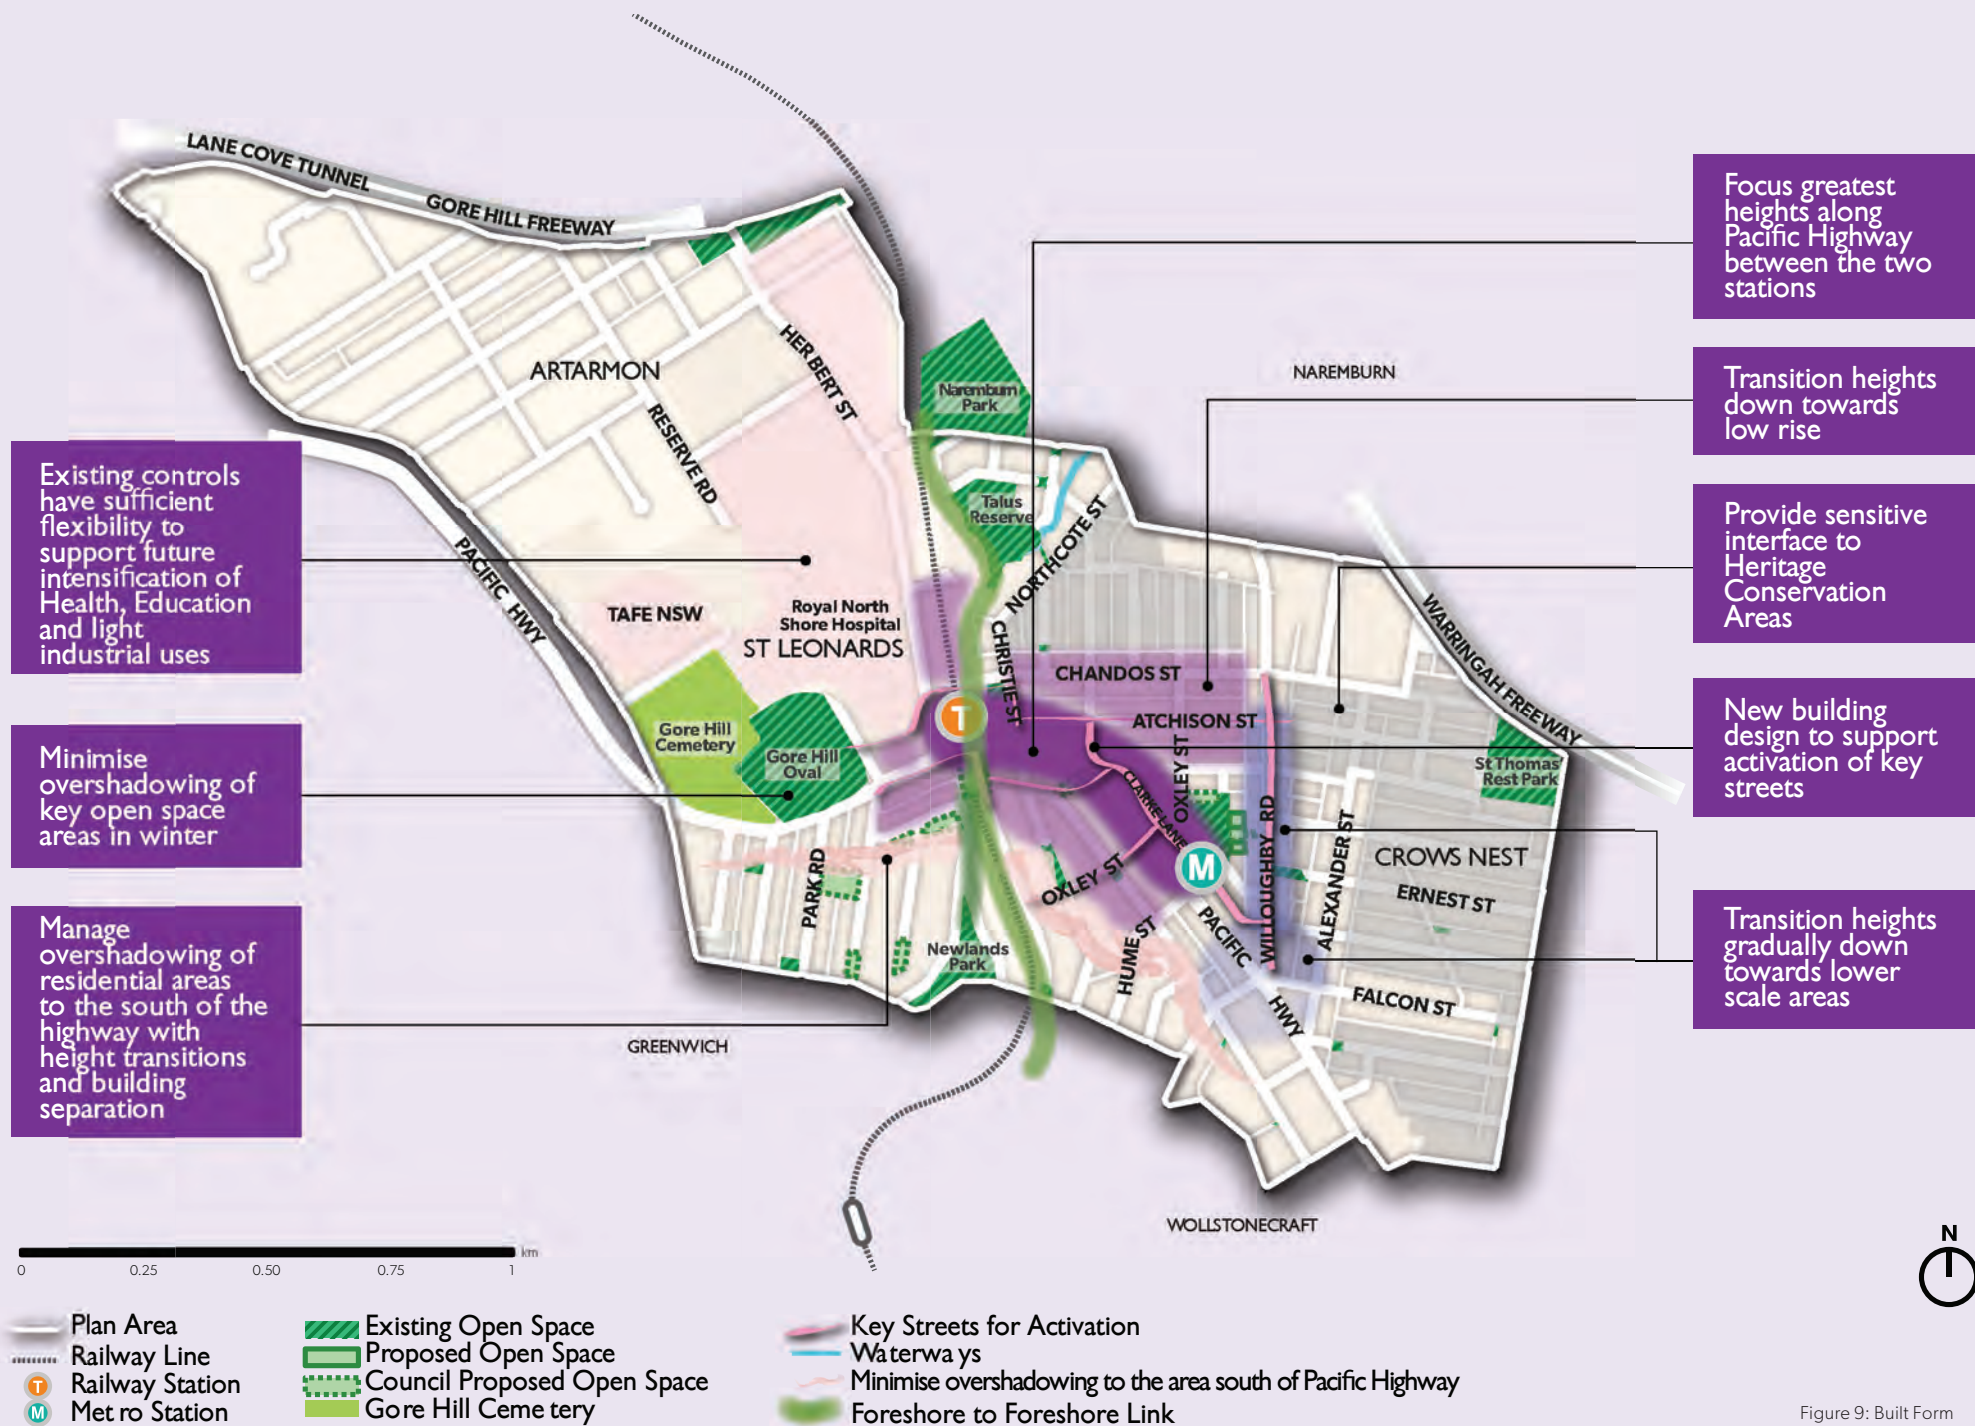 LANE COVE TUNNEL
GORE HILL FREEWAY
ARTARMON
HERBERT ST
RESERVE RD
PACIFIC HWY
TAFE NSW
Royal North
Shore Hospital
ST LEONARDS
Gore Hill
Cemetery
Gore Hill
Oval
Naremburn
Park
Talus
Reserve
NORTHCOTE ST
CHRISTIE ST
NAREMBURN
CHANDOS ST
ATCHISON ST
OXLEY ST
CLARKE LANE
T
M
OXLEY ST
HUME ST
PACIFIC
HWY
WILLOUGHBY RD
ALEXANDER ST
CROWS NEST
ERNEST ST
FALCON ST
WARRINGAH FREEWAY
St Thomas'
Rest Park
PARK RD
Newlands
Park
GREENWICH
WOLLSTONECRAFT
Existing controls
have sufficient
flexibility to
support future
intensification of
Health, Education
and light
industrial uses
Minimise
overshadowing of
key open space
areas in winter
Manage
overshadowing of
residential areas
to the south of the
highway with
height transitions
and building
separation
Focus greatest
heights along
Pacific Highway
between the two
stations
Transition heights
down towards
low rise
Provide sensitive
interface to
Heritage
Conservation
Areas
New building
design to support
activation of key
streets
Transition heights
gradually down
towards lower
scale areas
km
0 0.25 0.50 0.75 1
N
Plan Area
Railway Line
T Railway Station
M Met ro Station
Existing Open Space
Proposed Open Space
Council Proposed Open Space
Gore Hill Ceme tery
Key Streets for Activation
Waterwa ys
Minimise overshadowing to the area south of Pacific Highway
Foreshore to Foreshore Link
Figure 9: Built Form